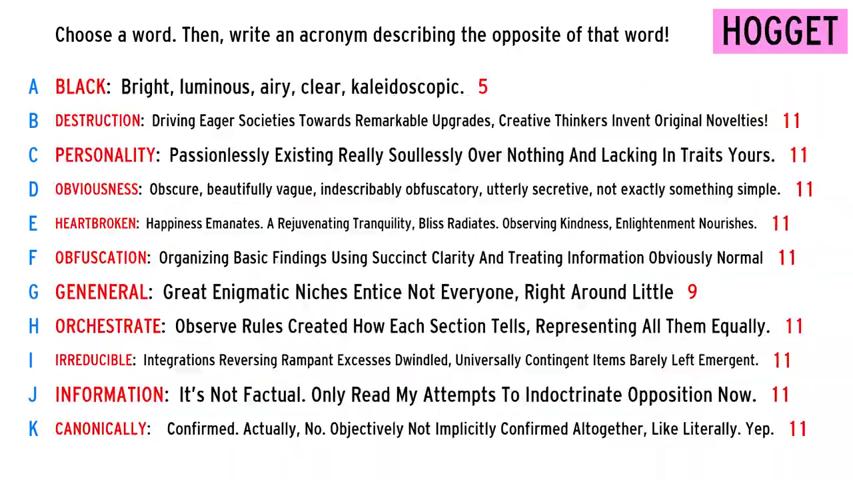 Choose a word. Then, write an acronym describing the opposite of that word! HOGGET
A BLACK: Bright, luminous, airy, clear, kaleidoscopic. 5
B DESTRUCTION: Driving Eager Societies Towards Remarkable Upgrades, Creative Thinkers Invent Original Novelties! 11
C PERSONALITY: Passionlessly Existing Really Soullessly Over Nothing And Lacking In Traits Yours. 11
D OBVIOUSNESS: Obscure, beautifully vague, indescribably obfuscatory, utterly secretive, not exactly something simple. 11
E HEARTBROKEN: Happiness Emanates. A Rejuvenating Tranquility, Bliss Radiates. Observing Kindness, Enlightenment Nourishes. 11
F OBFUSCATION: Organizing Basic Findings Using Succinct Clarity And Treating Information Obviously Normal 11
G GENENERAL: Great Enigmatic Niches Entice Not Everyone, Right Around Little 9
H ORCHESTRATE: Observe Rules Created How Each Section Tells, Representing All Them Equally. 11
I IRREDUCIBLE: Integrations Reversing Rampant Excesses Dwindled, Universally Contingent Items Barely Left Emergent. 11
J INFORMATION: It's Not Factual. Only Read My Attempts To Indoctrinate Opposition Now. 11
K CANONICALLY: Confirmed. Actually, No. Objectively Not Implicitly Confirmed Altogether, Like Literally. Yep. 11